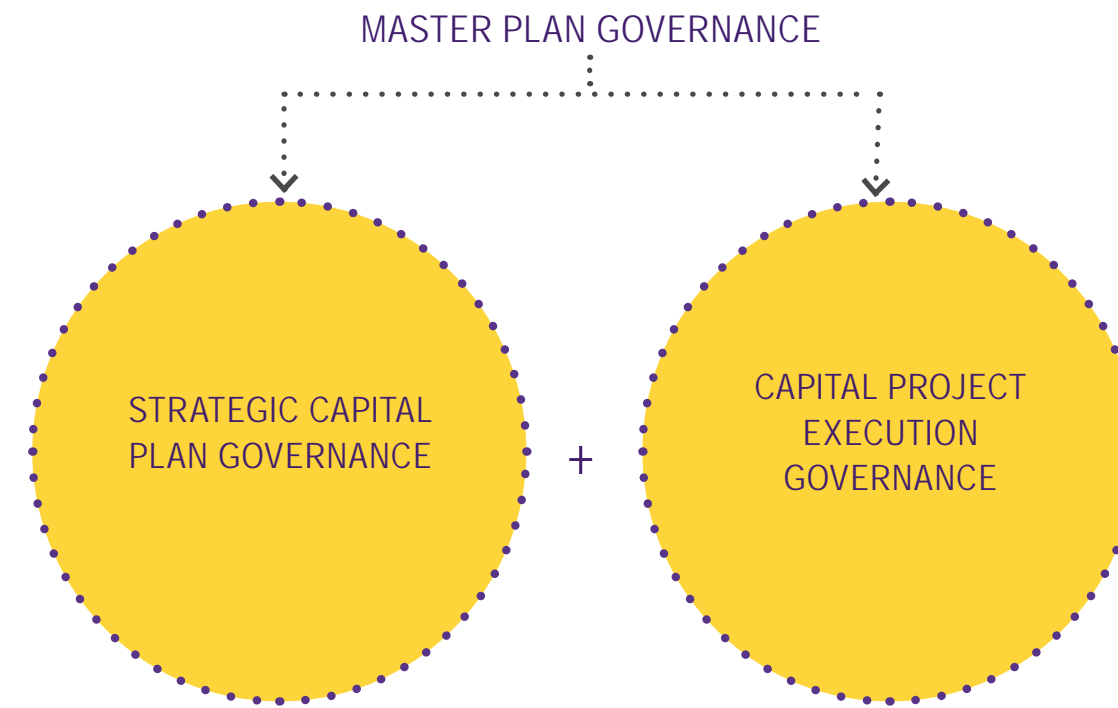 MASTER PLAN GOVERNANCE
STRATEGIC CAPITAL
PLAN GOVERNANCE
+
CAPITAL PROJECT
EXECUTION
GOVERNANCE